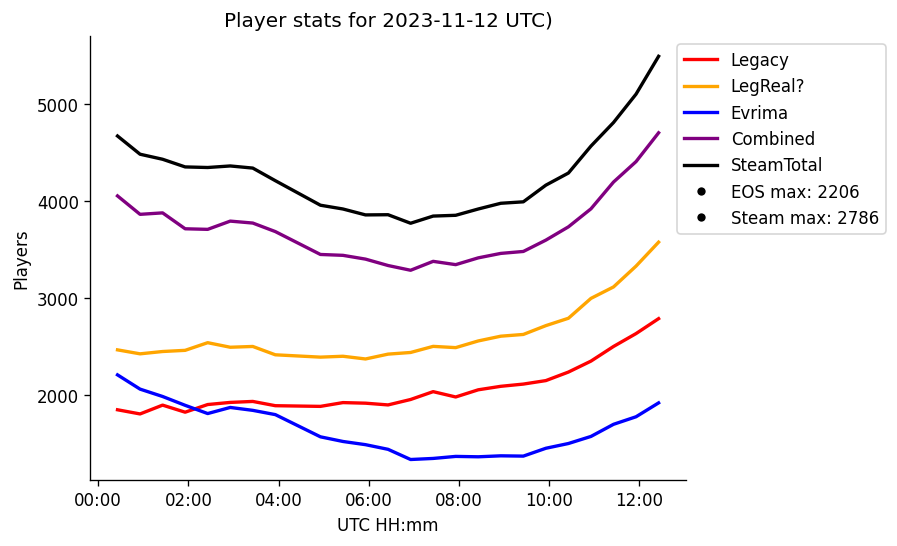 Player stats for 2023-11-12 UTC)
Legacy
LegReal?
Evrima
Combined
SteamTotal
EOS max: 2206
Steam max: 2786
5000
4000
3000
2000
Players
00:00 02:00 04:00 06:00 08:00 10:00 12:00
UTC HH:mm